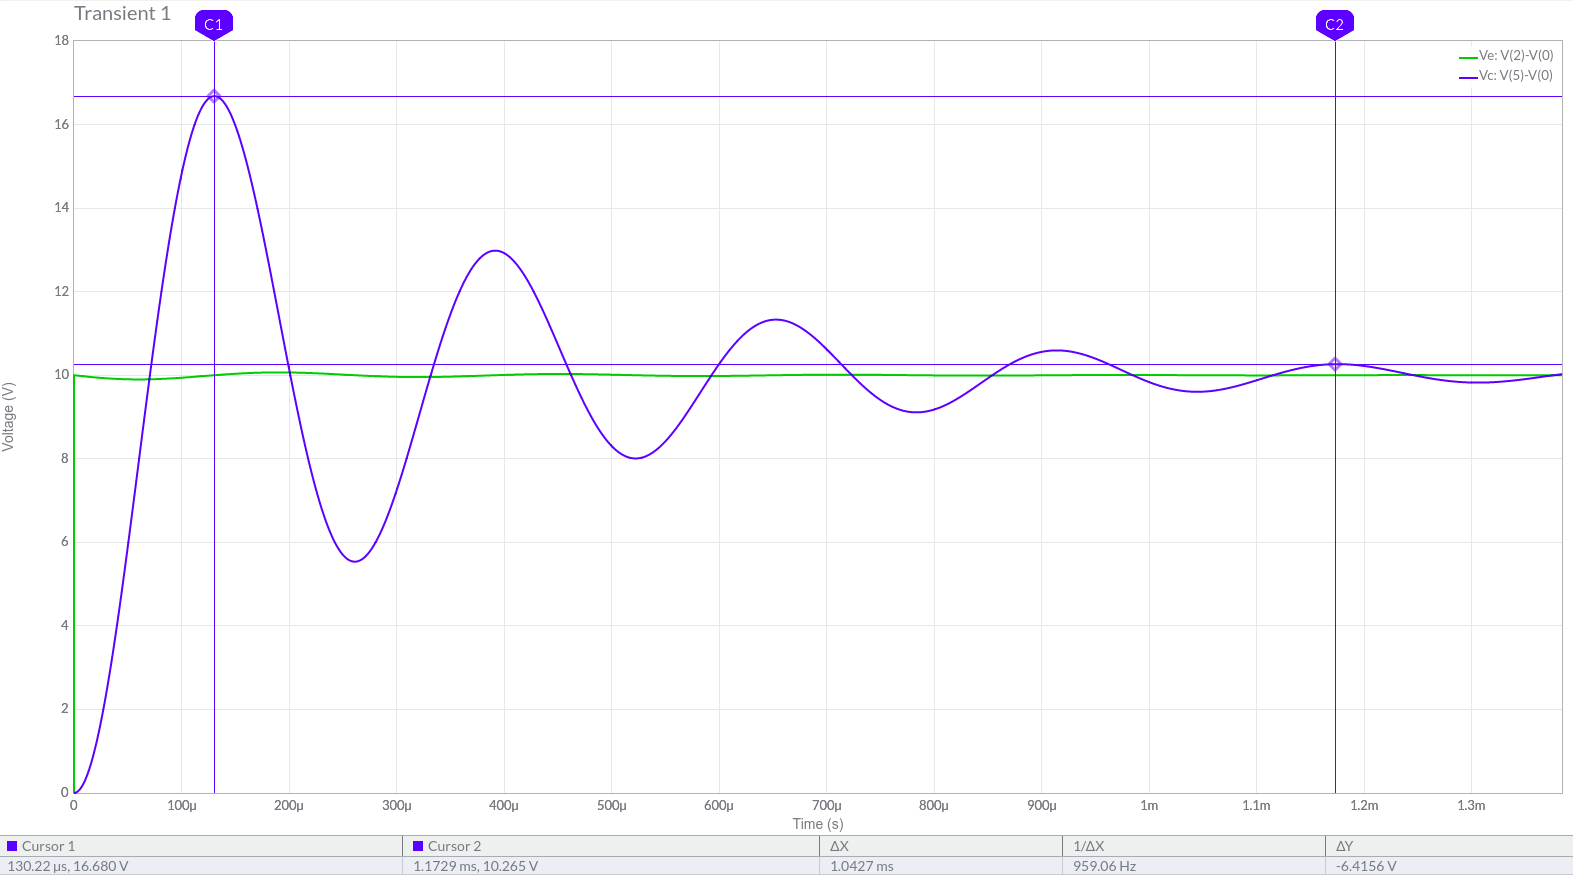 Transient 1
C1
C2
Ve: V(2)-V(0)
Vc: V(5)-V(0)
18
16
14
12
10
8
6
4
2
0
Voltage (V)
0 100µ 200µ 300µ 400µ 500µ 600µ 700µ 800µ 900µ 1m 1.1m 1.2m 1.3m
Time (s)
Cursor 1 Cursor 2 ΔX 1/ΔX ΔY
130.22 µs, 16.680 V 1.1729 ms, 10.265 V 1.0427 ms 959.06 Hz -6.4156 V